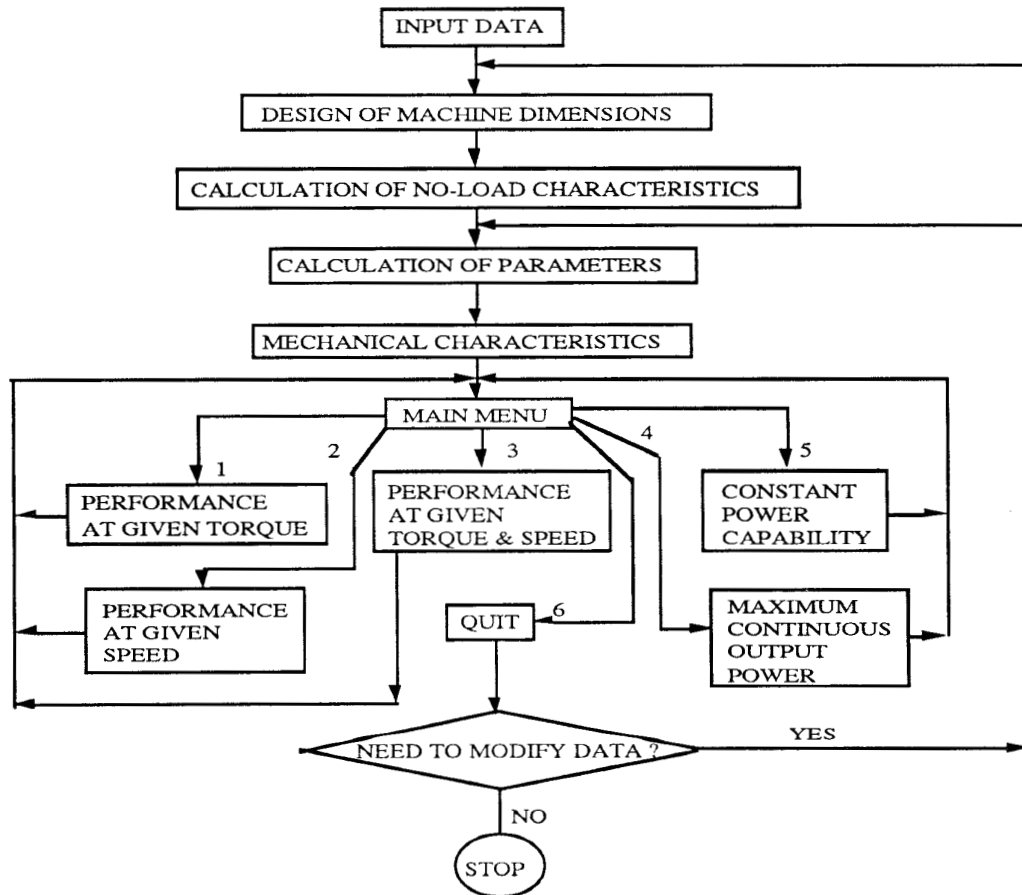 INPUT DATA
DESIGN OF MACHINE DIMENSIONS
CALCULATION OF NO-LOAD CHARACTERISTICS
CALCULATION OF PARAMETERS
MECHANICAL CHARACTERISTICS
MAIN MENU
1
2
3
4
5
PERFORMANCE
AT GIVEN TORQUE
PERFORMANCE
AT GIVEN
TORQUE & SPEED
CONSTANT
POWER
CAPABILITY
PERFORMANCE
AT GIVEN
SPEED
QUIT
6
MAXIMUM
CONTINUOUS
OUTPUT
POWER
NEED TO MODIFY DATA ?
YES
NO
STOP